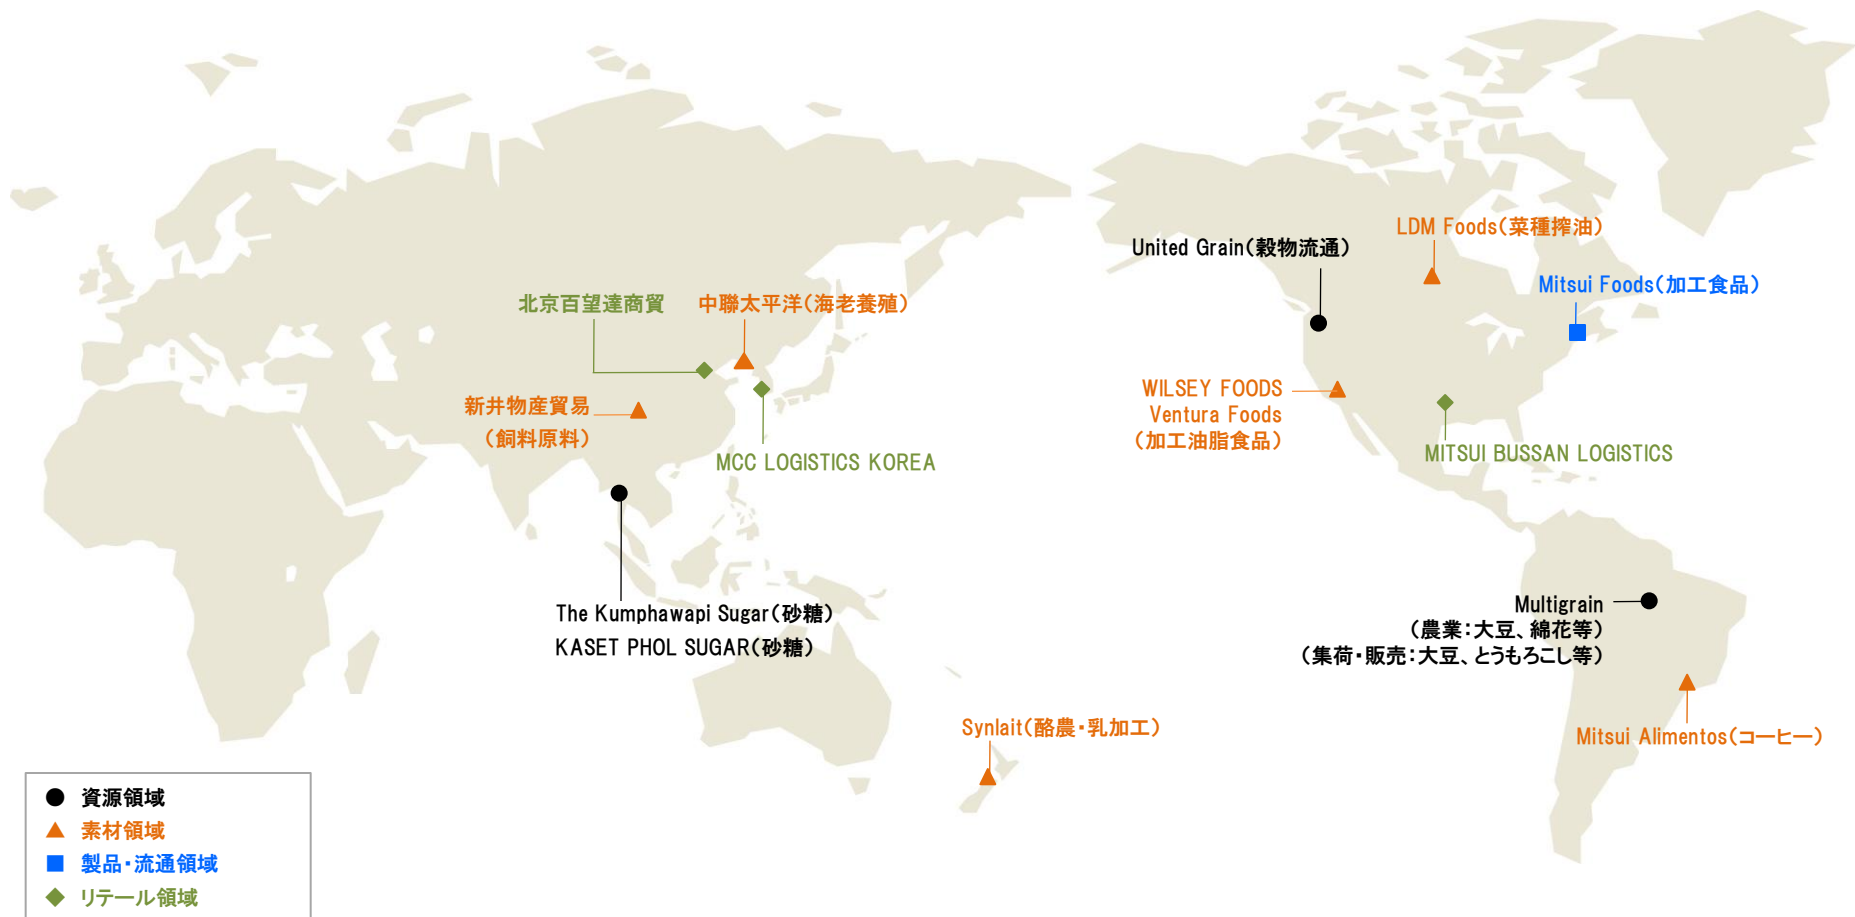 LDM Foods(菜種搾油)
United Grain(穀物流通)
Mitsui Foods(加工食品)
北京百望達商貿
中聯太平洋(海老養殖)
WILSEY FOODS
Ventura Foods
(加工油脂食品)
新井物産貿易
(飼料原料)
MCC LOGISTICS KOREA
MITSUI BUSSAN LOGISTICS
The Kumphawapi Sugar(砂糖)
KASET PHOL SUGAR(砂糖)
Multigrain
(農業:大豆、綿花等)
(集荷・販売:大豆、とうもろこし等)
Synlait(酪農・乳加工)
Mitsui Alimentos(コーヒー)
資源領域
素材領域
製品・流通領域
リテール領域